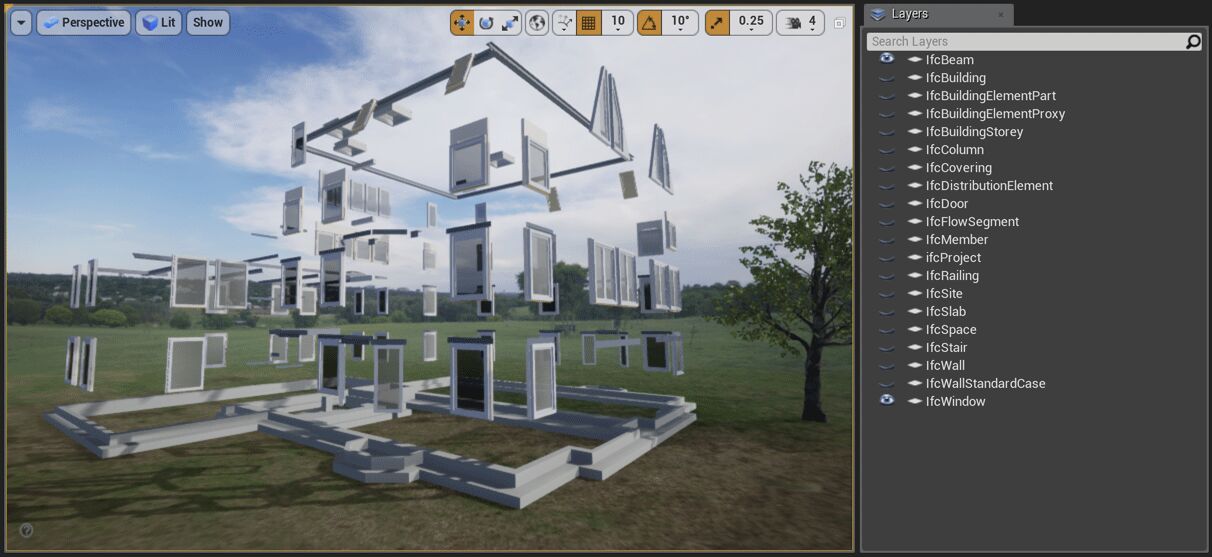 Perspective
Lit
Show
10
10°
0.25
4
Layers
Search Layers
IfcBeam
IfcBuilding
IfcBuildingElementPart
IfcBuildingElementProxy
IfcBuildingStorey
IfcColumn
IfcCovering
IfcDistributionElement
IfcDoor
IfcFlowSegment
IfcMember
ifcProject
IfcRailing
IfcSite
IfcSlab
IfcSpace
IfcStair
IfcWall
IfcWallStandardCase
IfcWindow